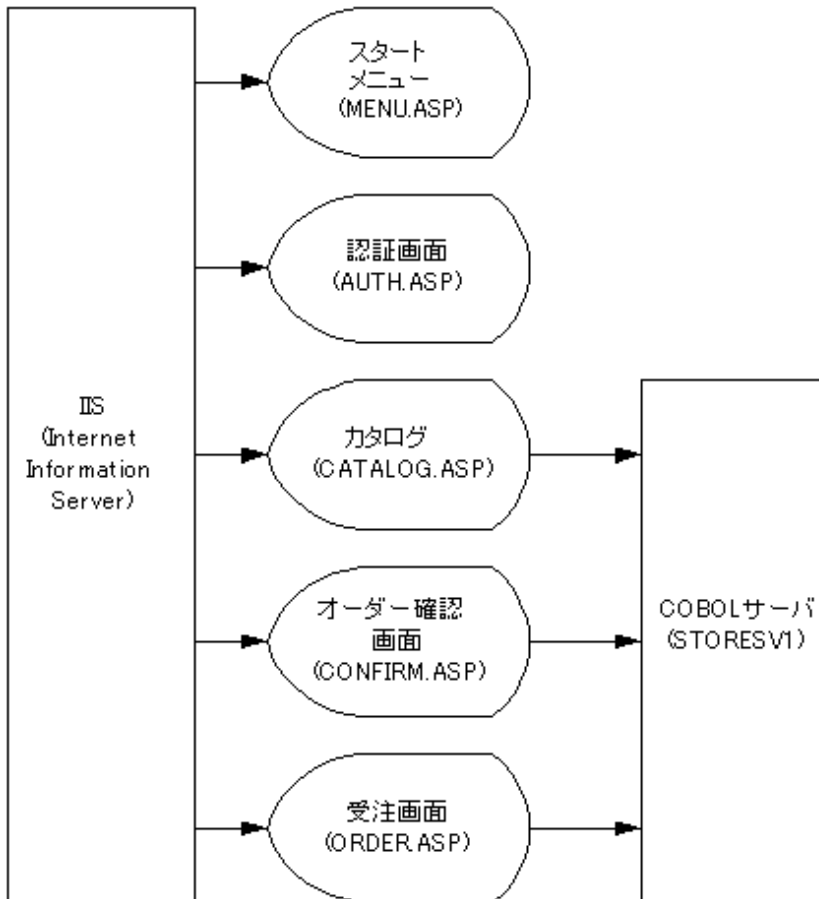 スタート
メニュー
(MENU.ASP)
認証画面
(AUTH.ASP)
IIS
(Internet
Information
Server)
カタログ
(CATALOG.ASP)
オーダー確認
画面
(CONFIRM.ASP)
COBOLサーバ
(STORESV1)
受注画面
(ORDER.ASP)